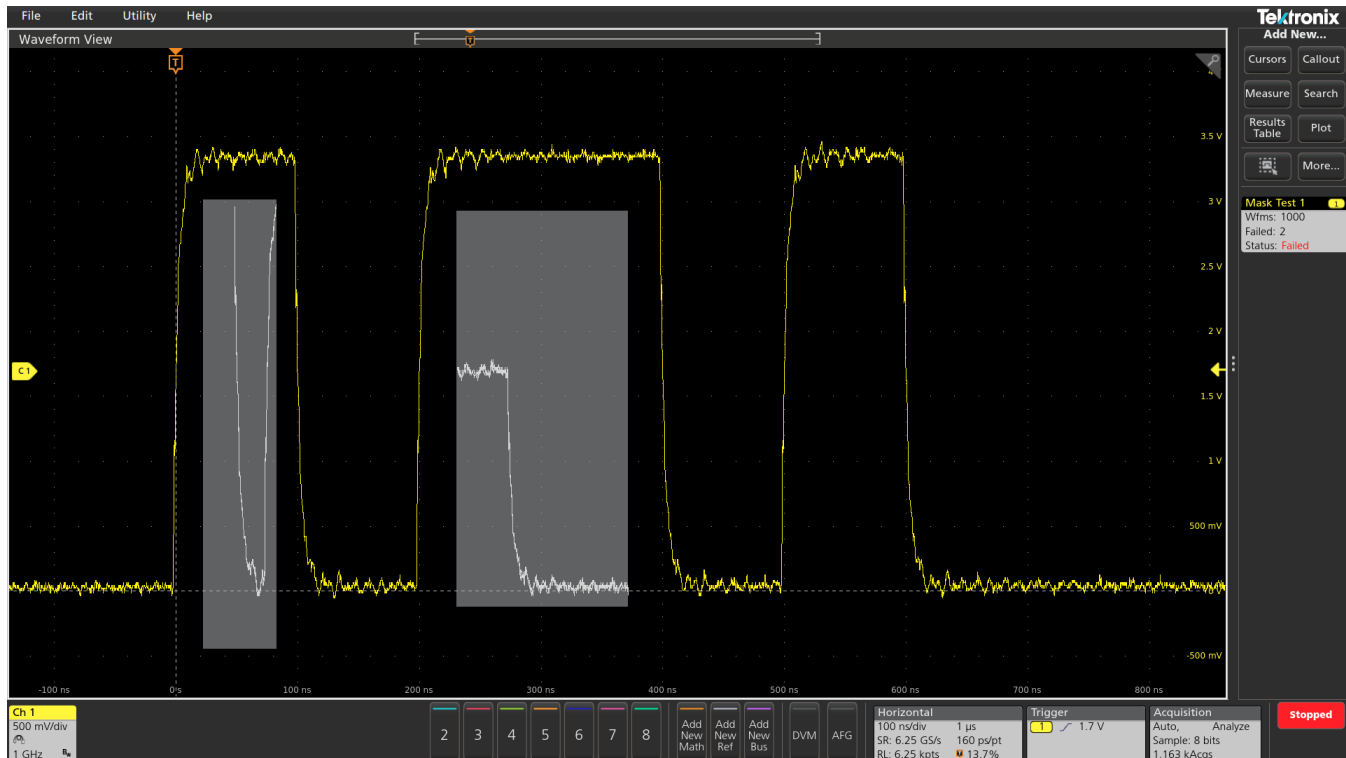 File Edit Utility Help
Tektronix
Waveform View
Add New...
T
T
Cursors Callout
Measure Search
Results Table Plot
More...
Mask Test 1 1
Wfms: 1000
Failed: 2
Status: Failed
3.5 V
3 V
2.5 V
2 V
C 1
1.5 V
1 V
500 mV
-500 mV
-100 ns 0s 100 ns 200 ns 300 ns 400 ns 500 ns 600 ns 700 ns 800 ns
Ch 1
500 mV/div
1 GHz
2 3 4 5 6 7 8
Add New Math
Add New Ref
Add New Bus
DVM AFG
Horizontal
100 ns/div 1 µs
SR: 6.25 GS/s 160 ps/pt
RL: 6.25 kpts 13.7%
Trigger
1 1.7 V
Acquisition
Auto, Analyze
Sample: 8 bits
1.163 kAcqs
Stopped